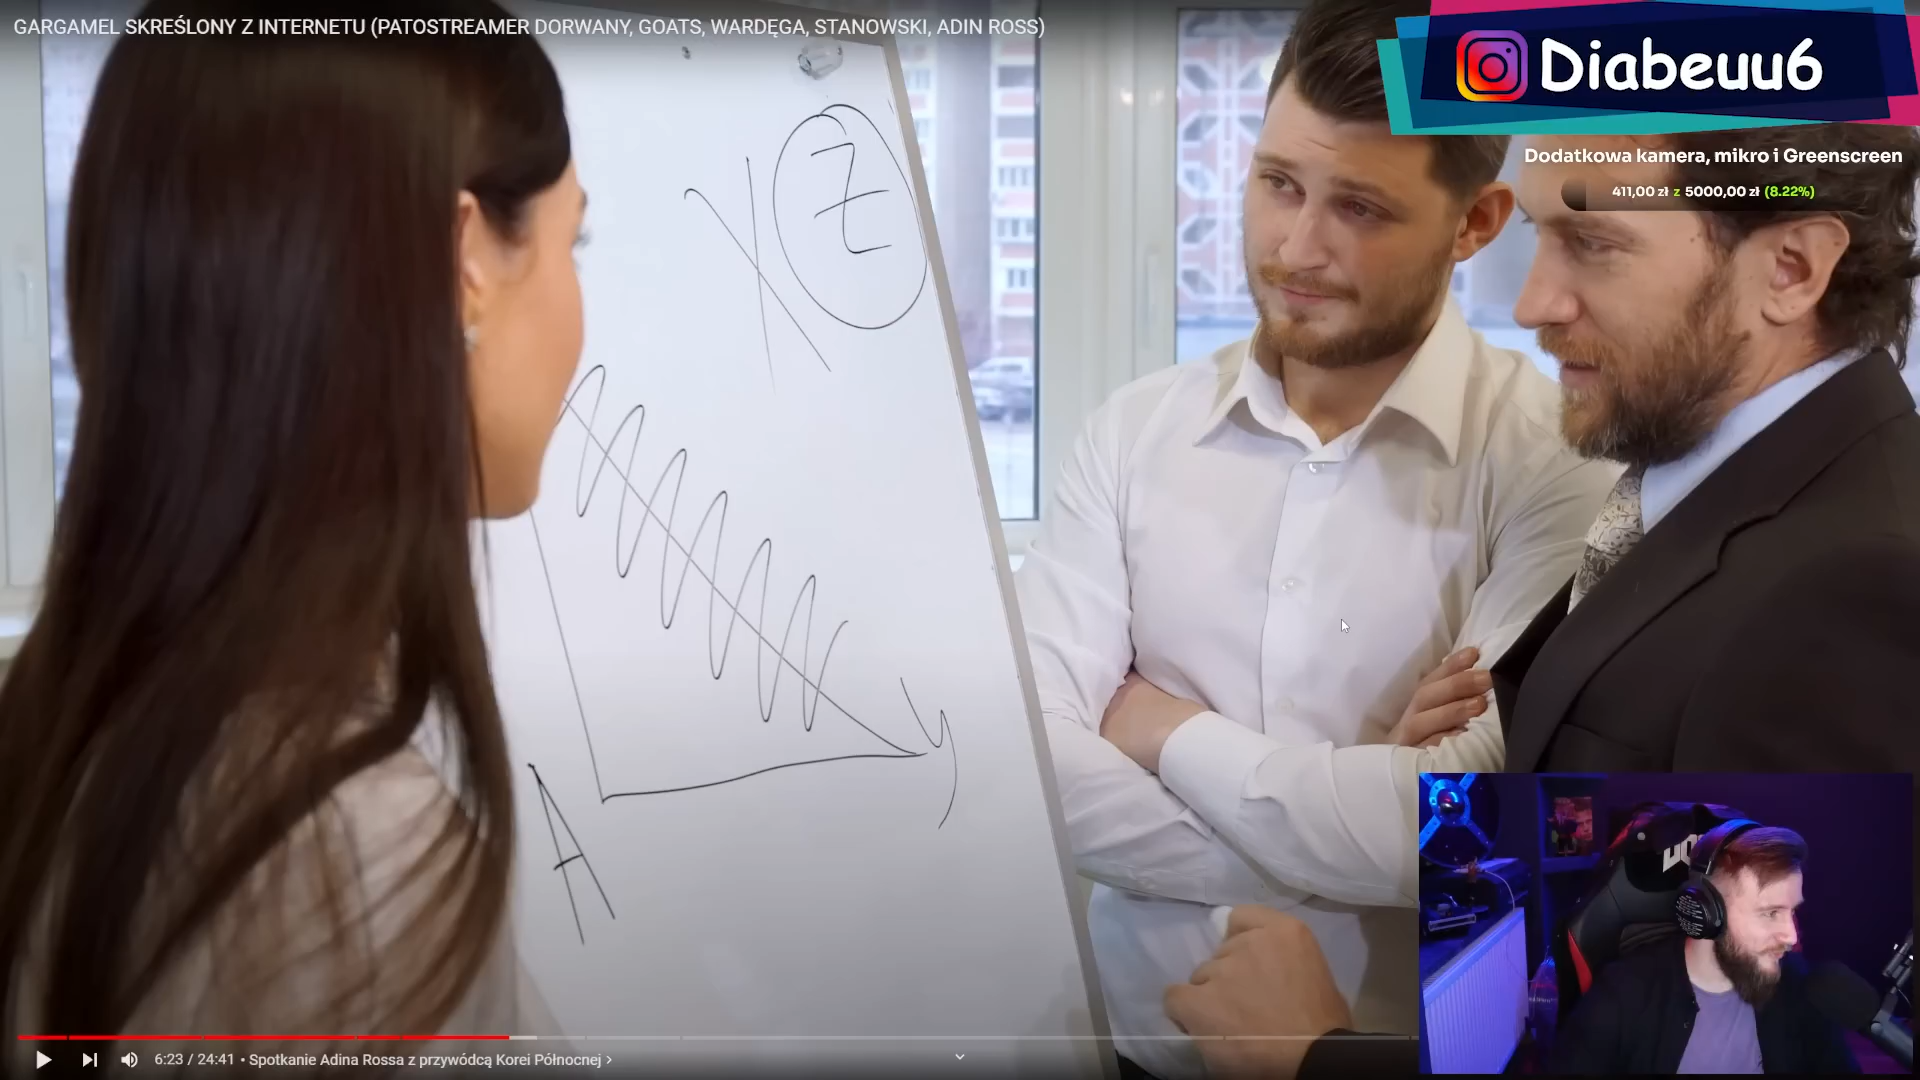 GARGAMEL SKREŚLONY Z INTERNETU (PATOSTREAMER DORWANY, GOATS, WARDĘGA, STANOWSKI, ADIN ROSS)
Diabeuu6
Dodatkowa kamera, mikro i Greenscreen
411,00 zł z 5000,00 zł (8.22%)
X Z
y
A
6:23 / 24:41 • Spotkanie Adina Rossa z przywódcą Korei Północnej ›